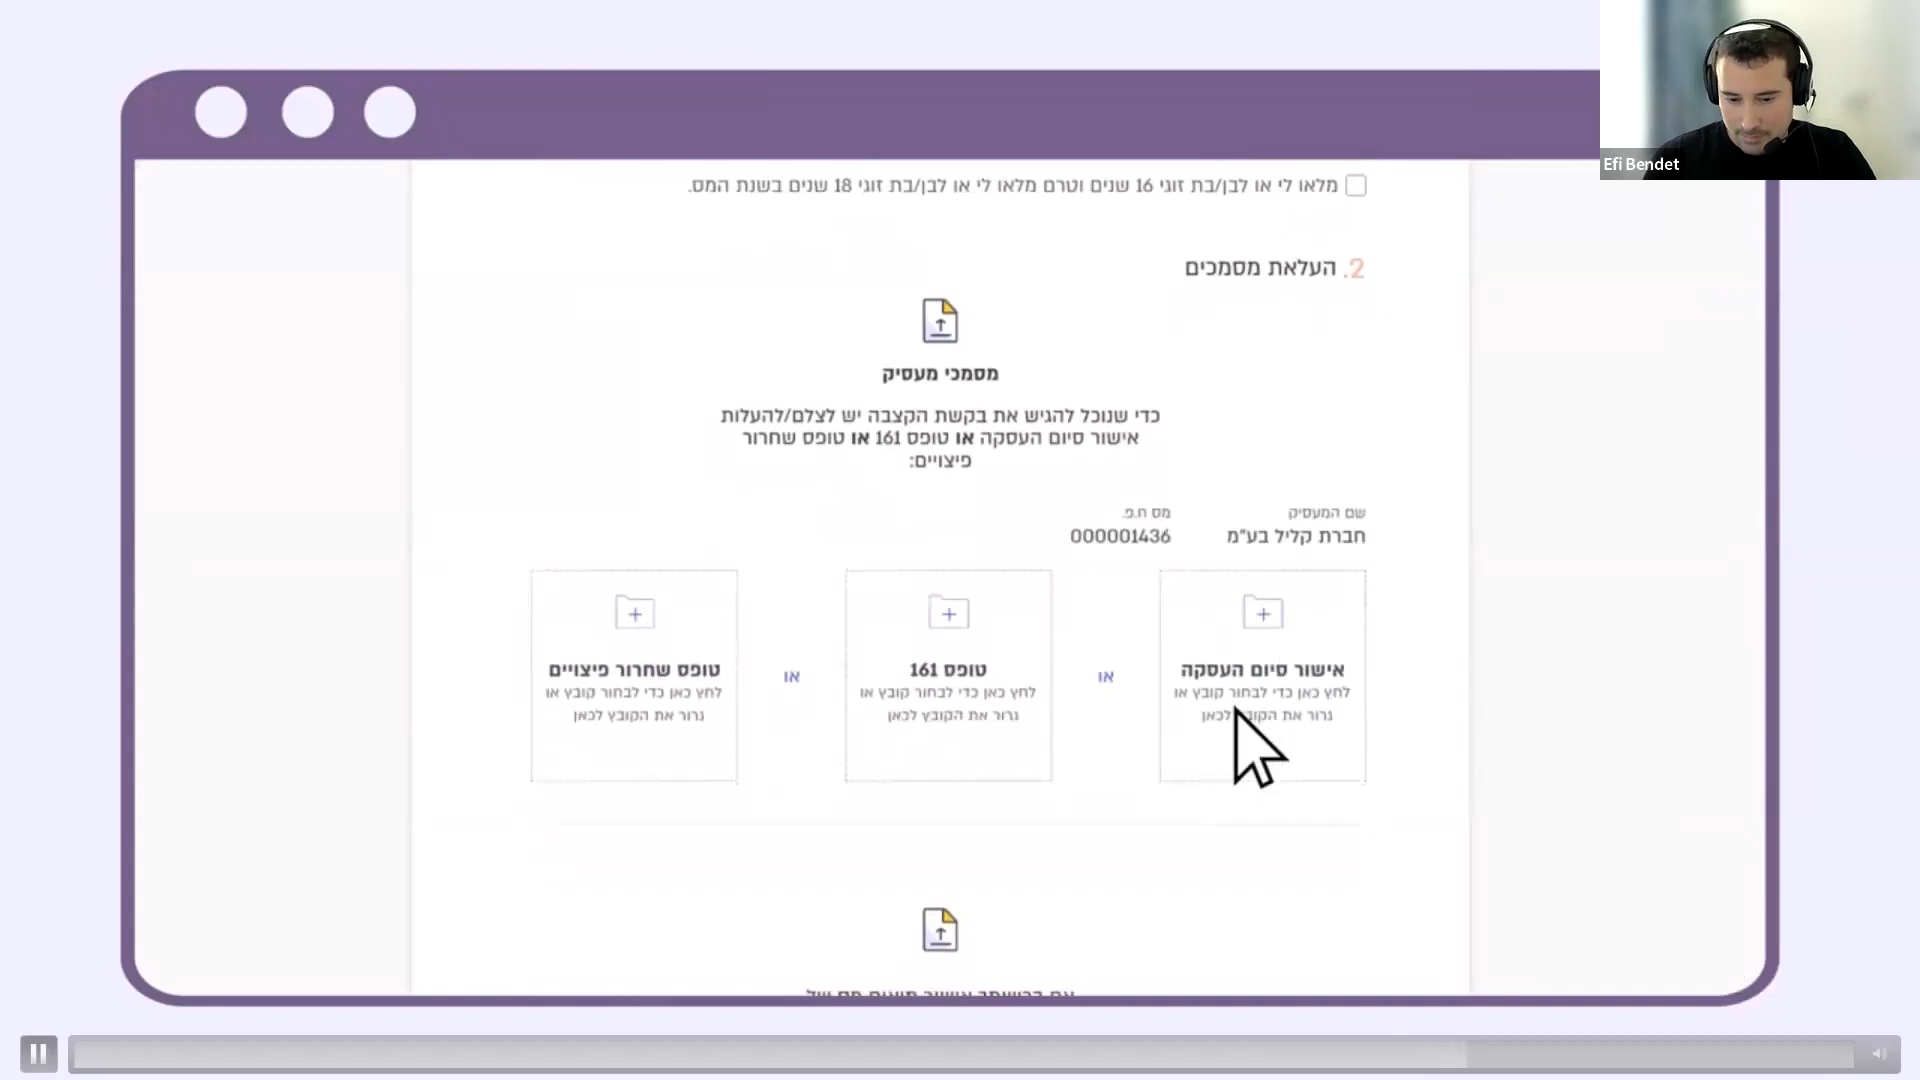 Efi Bendet
מלאו לי או לבן/בת זוגי 16 שנים וטרם מלאו לי או לבן/בת זוגי 18 שנים בשנת המס.
2. העלאת מסמכים
מסמכי מעסיק
כדי שנוכל להגיש את בקשת הקצבה יש לצלם/להעלות
אישור סיום העסקה או טופס 161 או טופס שחרור
פיצויים:
שם המעסיק
מס ח.פ.
חברת קליל בע"מ
000001436
אישור סיום העסקה
לחץ כאן כדי לבחור קובץ או
גרור את הקובץ לכאן
או
טופס 161
לחץ כאן כדי לבחור קובץ או
גרור את הקובץ לכאן
או
טופס שחרור פיצויים
לחץ כאן כדי לבחור קובץ או
גרור את הקובץ לכאן